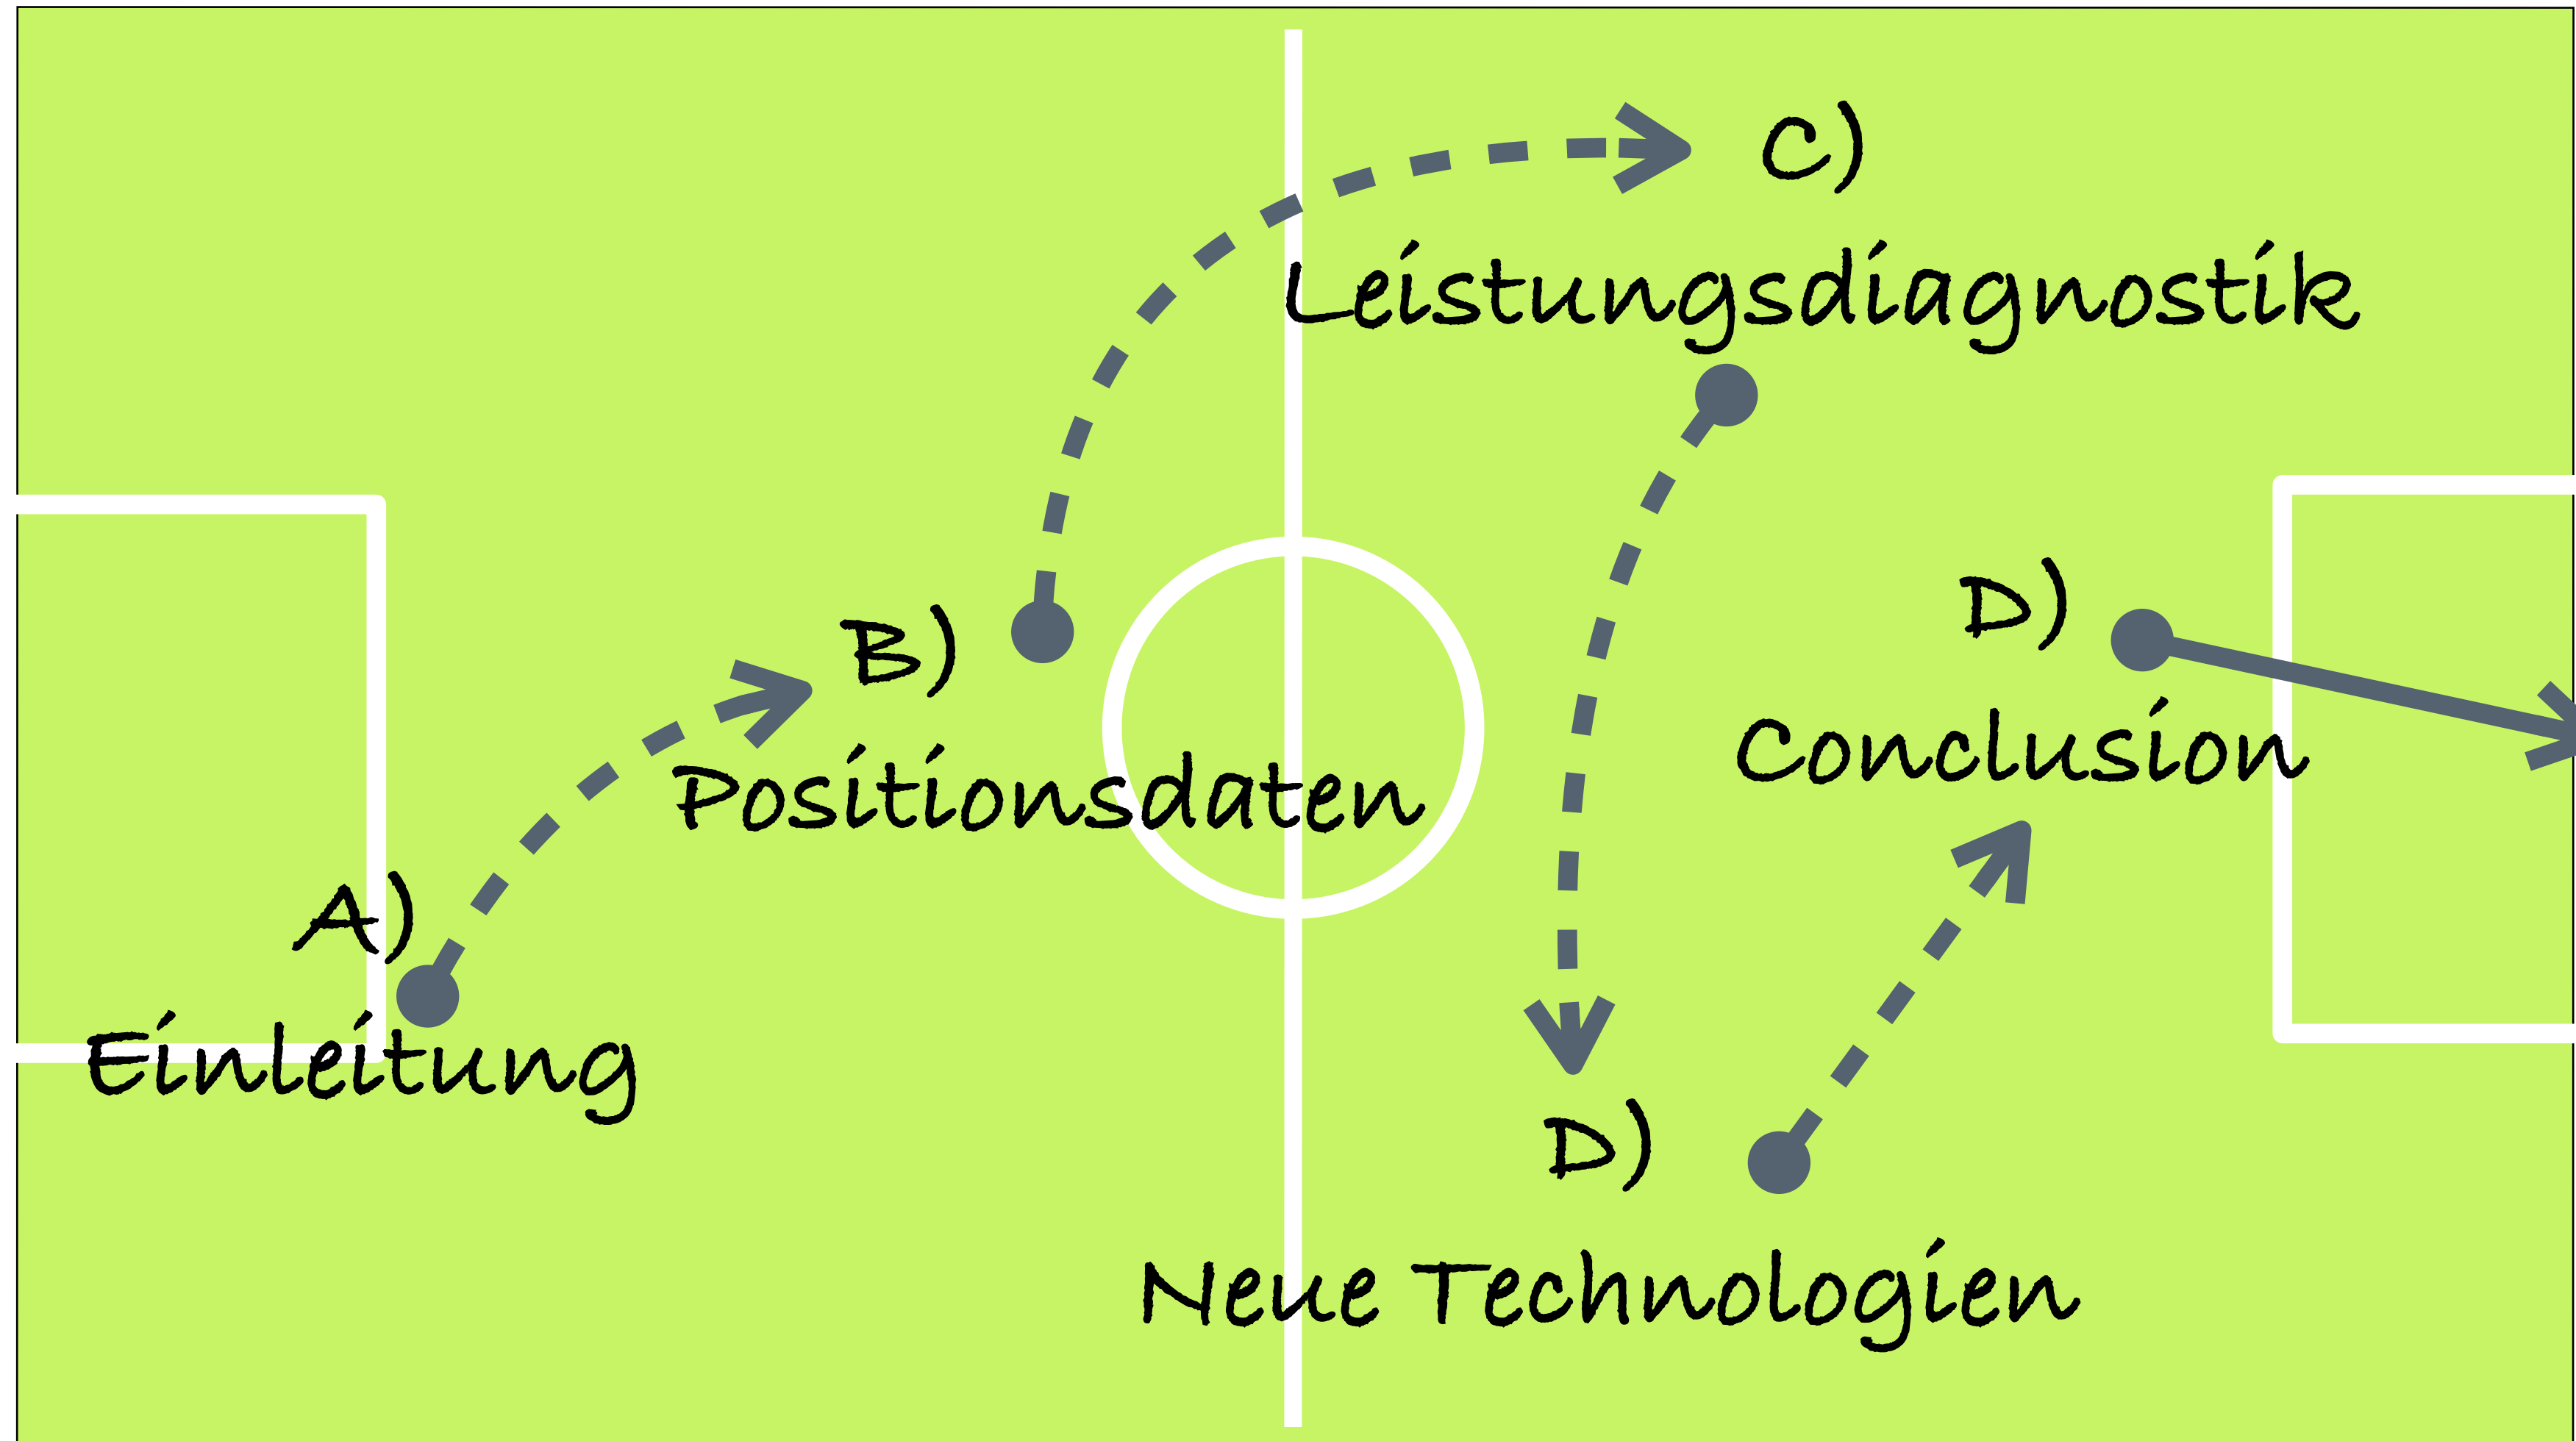 A)
Einleitung
B)
Positionsdaten
C)
Leistungsdiagnostik
D)
Neue Technologien
D)
Conclusion